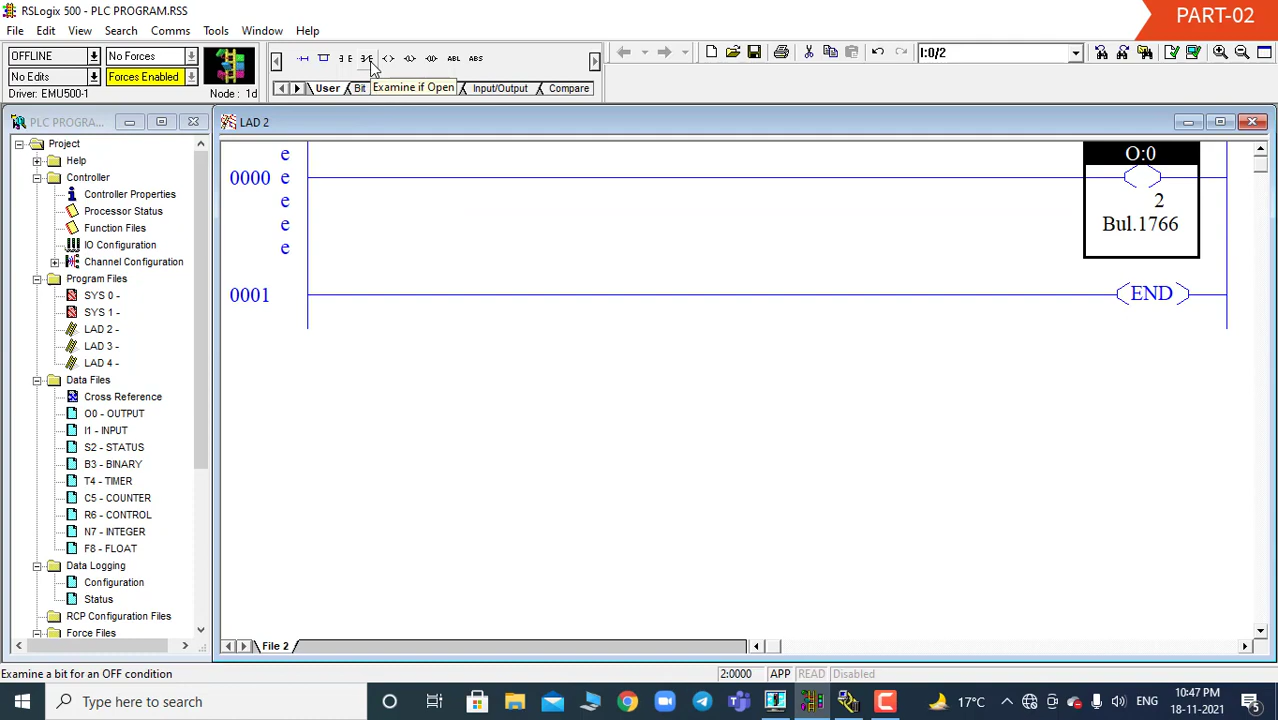 RSLogix 500 - PLC PROGRAM.RSS
PART-02
File Edit View Search Comms Tools Window Help
OFFLINE No Forces
No Edits Forces Enabled
Driver: EMU500-1 Node : 1d
ABL ABS
User Bit Input/Output Compare
Examine if Open
I:0/2
PLC PROGRA...
Project
Help
Controller
Controller Properties
Processor Status
Function Files
IO Configuration
Channel Configuration
Program Files
SYS 0 -
SYS 1 -
LAD 2 -
LAD 3 -
LAD 4 -
Data Files
Cross Reference
O0 - OUTPUT
I1 - INPUT
S2 - STATUS
B3 - BINARY
T4 - TIMER
C5 - COUNTER
R6 - CONTROL
N7 - INTEGER
F8 - FLOAT
Data Logging
Configuration
Status
RCP Configuration Files
Force Files
LAD 2
e
0000 e
e
e
e
O:0
2
Bul.1766
0001 END
File 2
Examine a bit for an OFF condition
2:0000 APP READ Disabled
Type here to search
17°C ENG
10:47 PM
18-11-2021
5